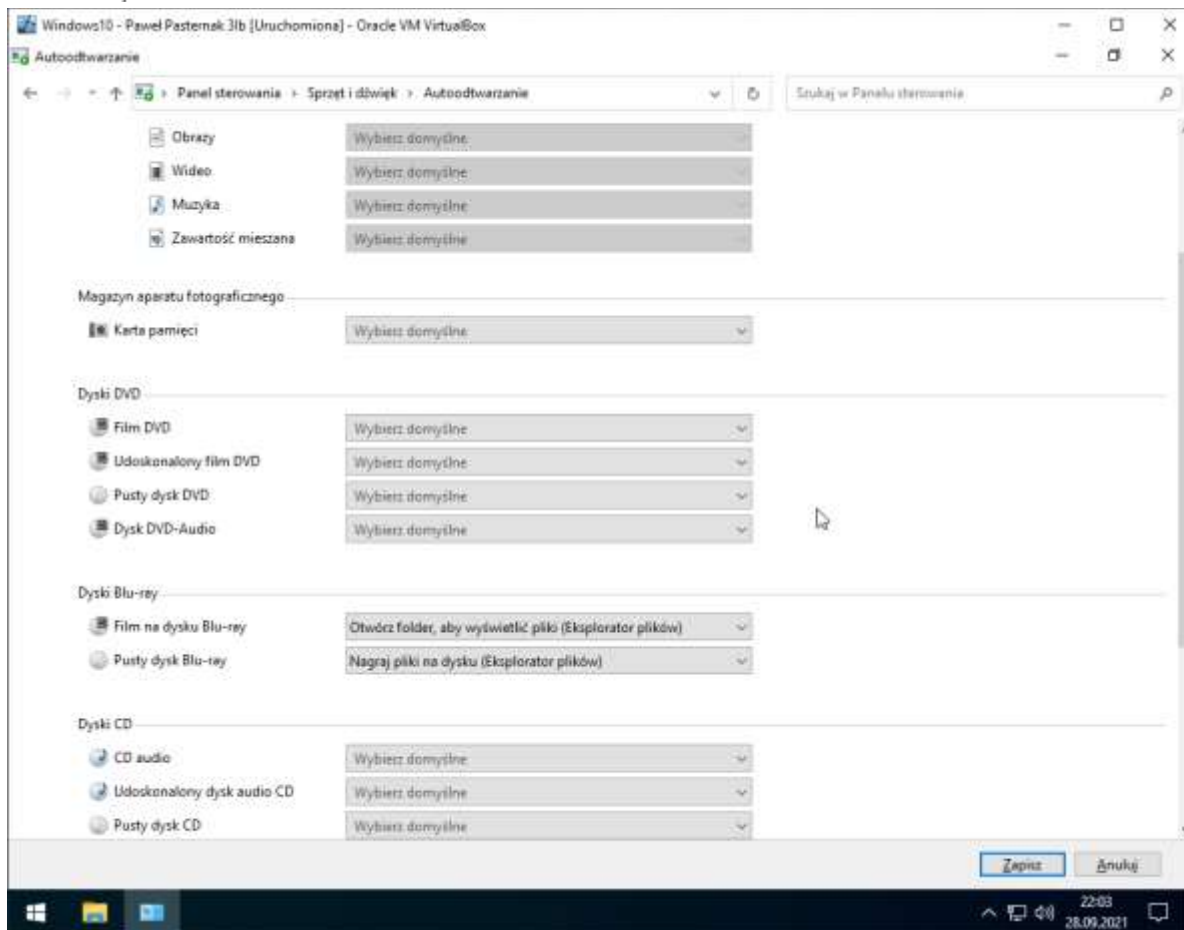 Windows10 - Paweł Pasternak 3lb [Uruchomiona] - Oracle VM VirtualBox
Autoodtwarzanie
Panel sterowania > Sprzęt i dźwięk > Autoodtwarzanie
Szukaj w Panelu sterowania
Obrazy Wybierz domyślne
Wideo Wybierz domyślne
Muzyka Wybierz domyślne
Zawartość mieszana Wybierz domyślne
Magazyn aparatu fotograficznego
Karta pamięci Wybierz domyślne
Dyski DVD
Film DVD Wybierz domyślne
Udoskonalony film DVD Wybierz domyślne
Pusty dysk DVD Wybierz domyślne
Dysk DVD-Audio Wybierz domyślne
Dyski Blu-ray
Film na dysku Blu-ray Otwórz folder, aby wyświetlić pliki (Eksplorator plików)
Pusty dysk Blu-ray Nagraj pliki na dysku (Eksplorator plików)
Dyski CD
CD audio Wybierz domyślne
Udoskonalony dysk audio CD Wybierz domyślne
Pusty dysk CD Wybierz domyślne
Zapisz Anuluj
22:03
28.09.2021